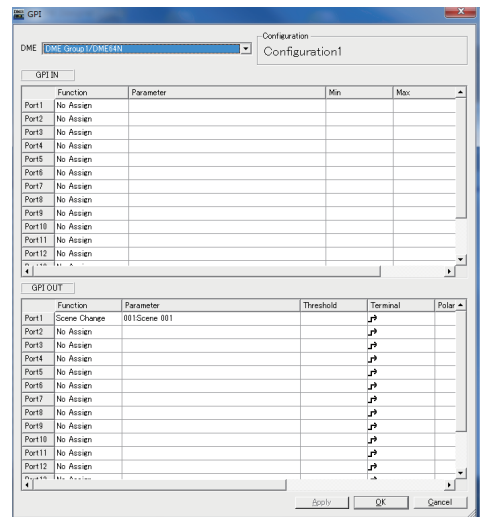 GPI
Configuration
DME DME Group1/DME64N
Configuration1
GPI IN
Function Parameter Min Max
Port1 No Assign
Port2 No Assign
Port3 No Assign
Port4 No Assign
Port5 No Assign
Port6 No Assign
Port7 No Assign
Port8 No Assign
Port9 No Assign
Port10 No Assign
Port11 No Assign
Port12 No Assign
GPI OUT
Function Parameter Threshold Terminal Polar
Port1 Scene Change 001Scene 001
Port2 No Assign
Port3 No Assign
Port4 No Assign
Port5 No Assign
Port6 No Assign
Port7 No Assign
Port8 No Assign
Port9 No Assign
Port10 No Assign
Port11 No Assign
Port12 No Assign
Port13 No Assign
Apply OK Cancel